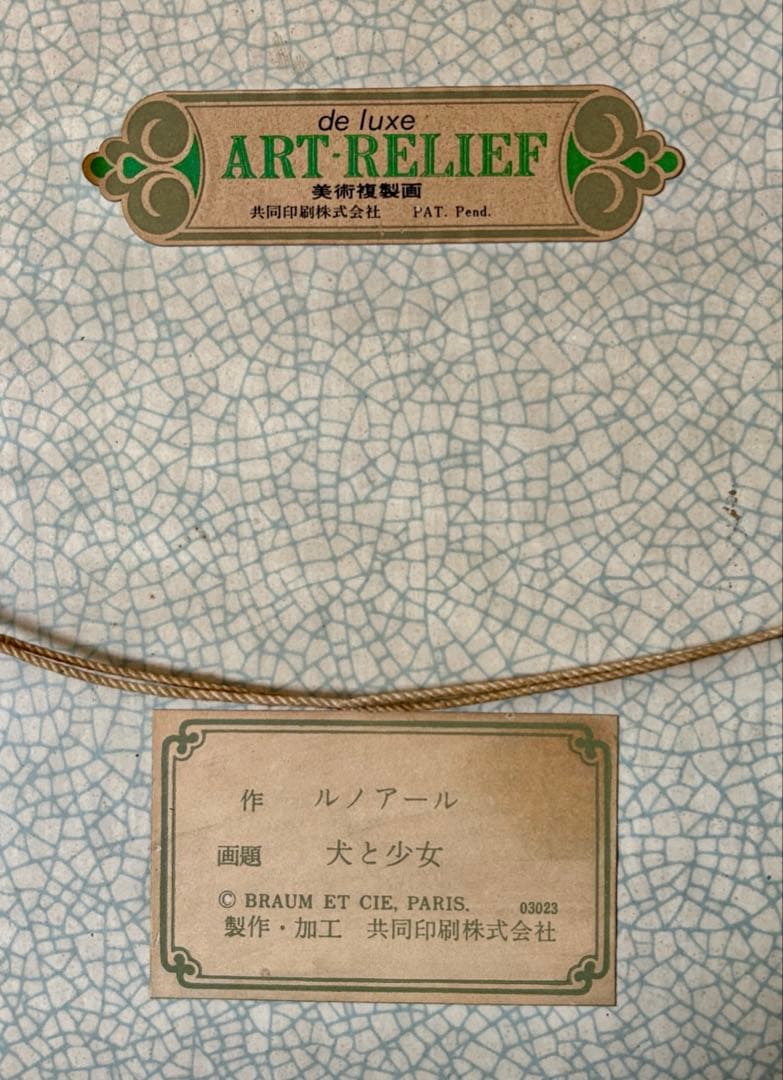 de luxe
ART-RELIEF
美術複製画
共同印刷株式会社 PAT. Pend.
作 ルノアール
画題 犬と少女
© BRAUM ET CIE, PARIS. 03023
製作・加工 共同印刷株式会社